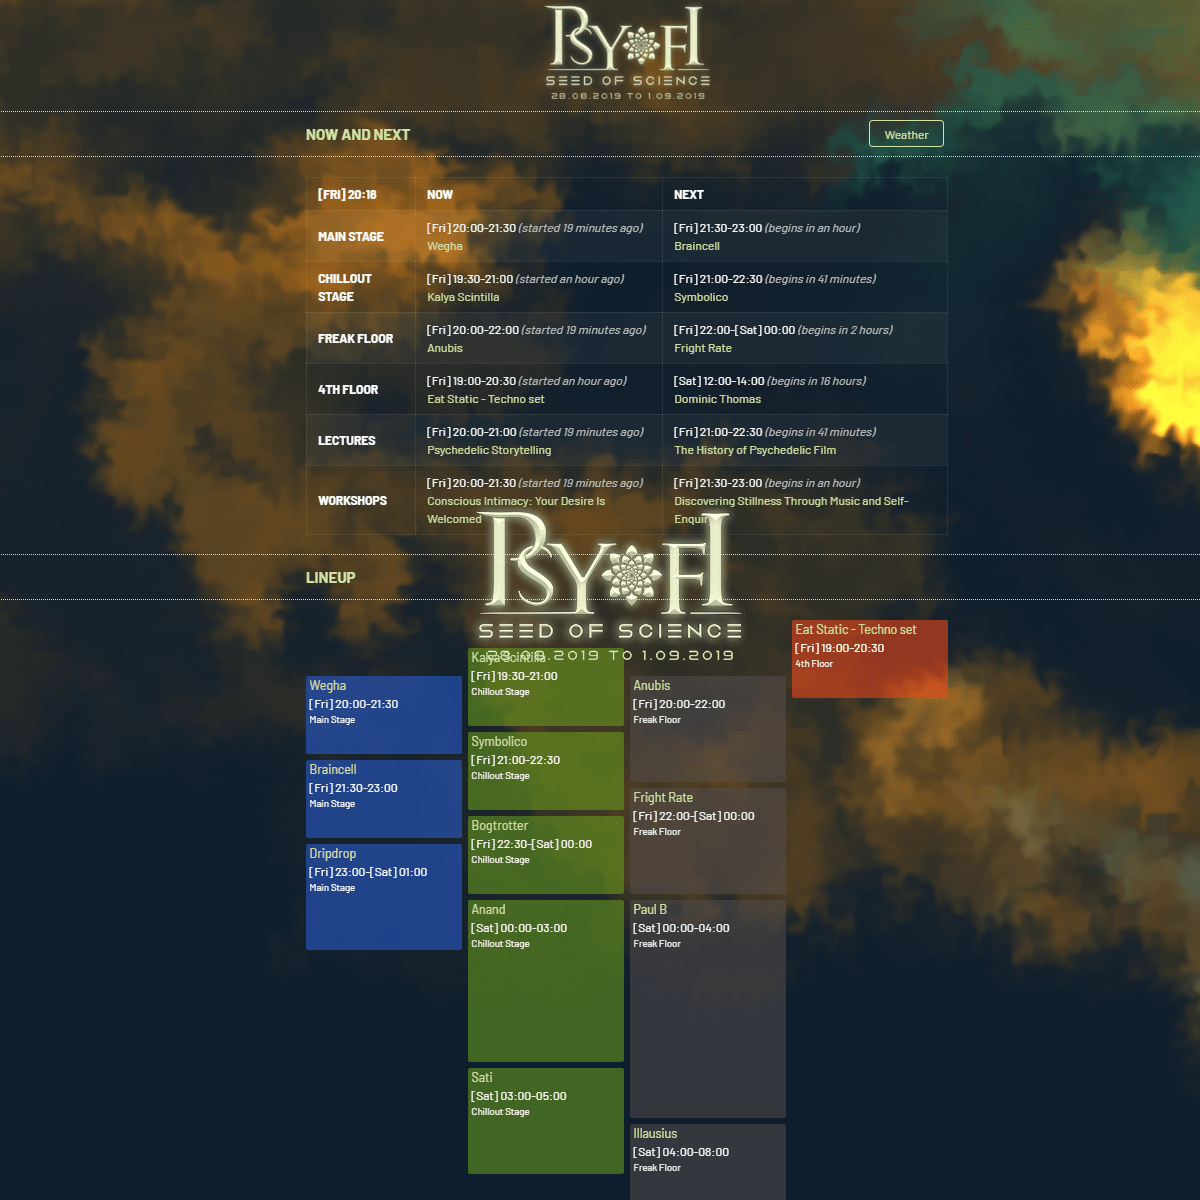 PSY FI
SEED OF SCIENCE
28.08.2019 TO 1.09.2019
NOW AND NEXT
Weather
[FRI] 20:18 NOW NEXT
MAIN STAGE
[Fri] 20:00-21:30 (started 19 minutes ago)
Wegha
[Fri] 21:30-23:00 (begins in an hour)
Braincell
CHILLOUT
STAGE
[Fri] 19:30-21:00 (started an hour ago)
Kalya Scintilla
[Fri] 21:00-22:30 (begins in 41 minutes)
Symbolico
FREAK FLOOR
[Fri] 20:00-22:00 (started 19 minutes ago)
Anubis
[Fri] 22:00-[Sat] 00:00 (begins in 2 hours)
Fright Rate
4TH FLOOR
[Fri] 19:00-20:30 (started an hour ago)
Eat Static - Techno set
[Sat] 12:00-14:00 (begins in 16 hours)
Dominic Thomas
LECTURES
[Fri] 20:00-21:00 (started 19 minutes ago)
Psychedelic Storytelling
[Fri] 21:00-22:30 (begins in 41 minutes)
The History of Psychedelic Film
WORKSHOPS
[Fri] 20:00-21:30 (started 19 minutes ago)
Conscious Intimacy: Your Desire Is
Welcomed
[Fri] 21:30-23:00 (begins in an hour)
Discovering Stillness Through Music and Self-
Enquiry
PSY FI
SEED OF SCIENCE
28.08.2019 TO 1.09.2019
LINEUP
Wegha
[Fri] 20:00-21:30
Main Stage
Braincell
[Fri] 21:30-23:00
Main Stage
Dripdrop
[Fri] 23:00-[Sat] 01:00
Main Stage
Kalya Scintilla
[Fri] 19:30-21:00
Chillout Stage
Symbolico
[Fri] 21:00-22:30
Chillout Stage
Bogtrotter
[Fri] 22:30-[Sat] 00:00
Chillout Stage
Anand
[Sat] 00:00-03:00
Chillout Stage
Sati
[Sat] 03:00-05:00
Chillout Stage
Anubis
[Fri] 20:00-22:00
Freak Floor
Fright Rate
[Fri] 22:00-[Sat] 00:00
Freak Floor
Paul B
[Sat] 00:00-04:00
Freak Floor
Illausius
[Sat] 04:00-08:00
Freak Floor
Eat Static - Techno set
[Fri] 19:00-20:30
4th Floor